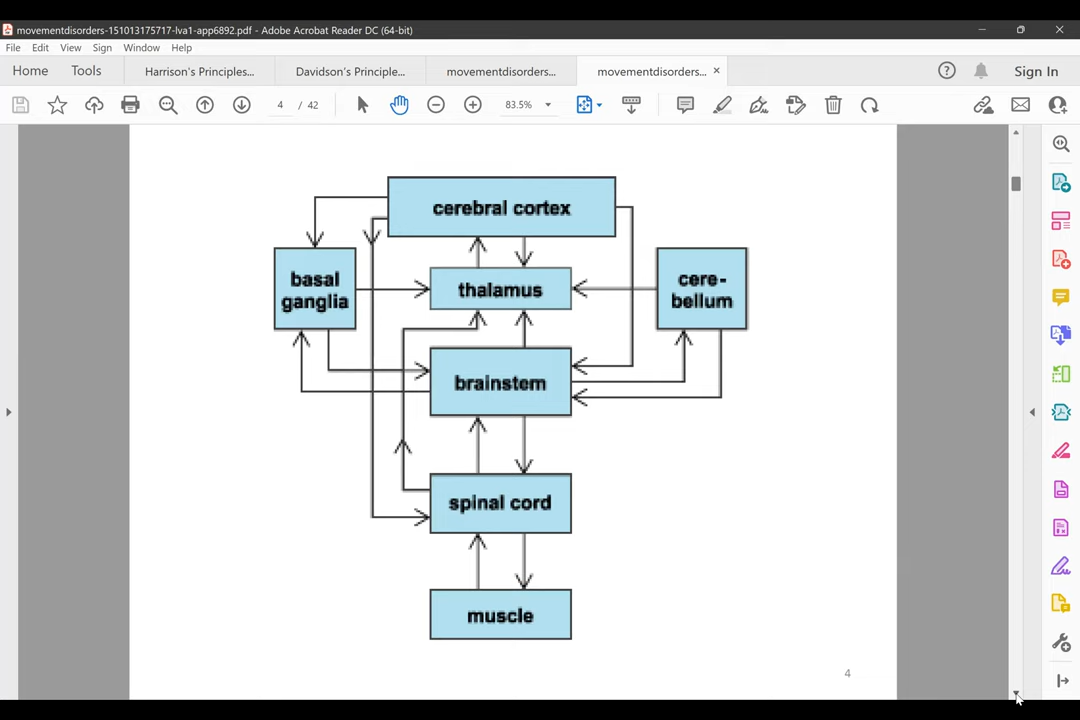 movementdisorders-151013175717-lva1-app6892.pdf - Adobe Acrobat Reader DC (64-bit)
File Edit View Sign Window Help
Home Tools Harrison's Principles... Davidson's Principle... movementdisorders... movementdisorders... Sign In
4 / 42 83.5%
cerebral cortex
basal
ganglia
thalamus
cere-
bellum
brainstem
spinal cord
muscle
4